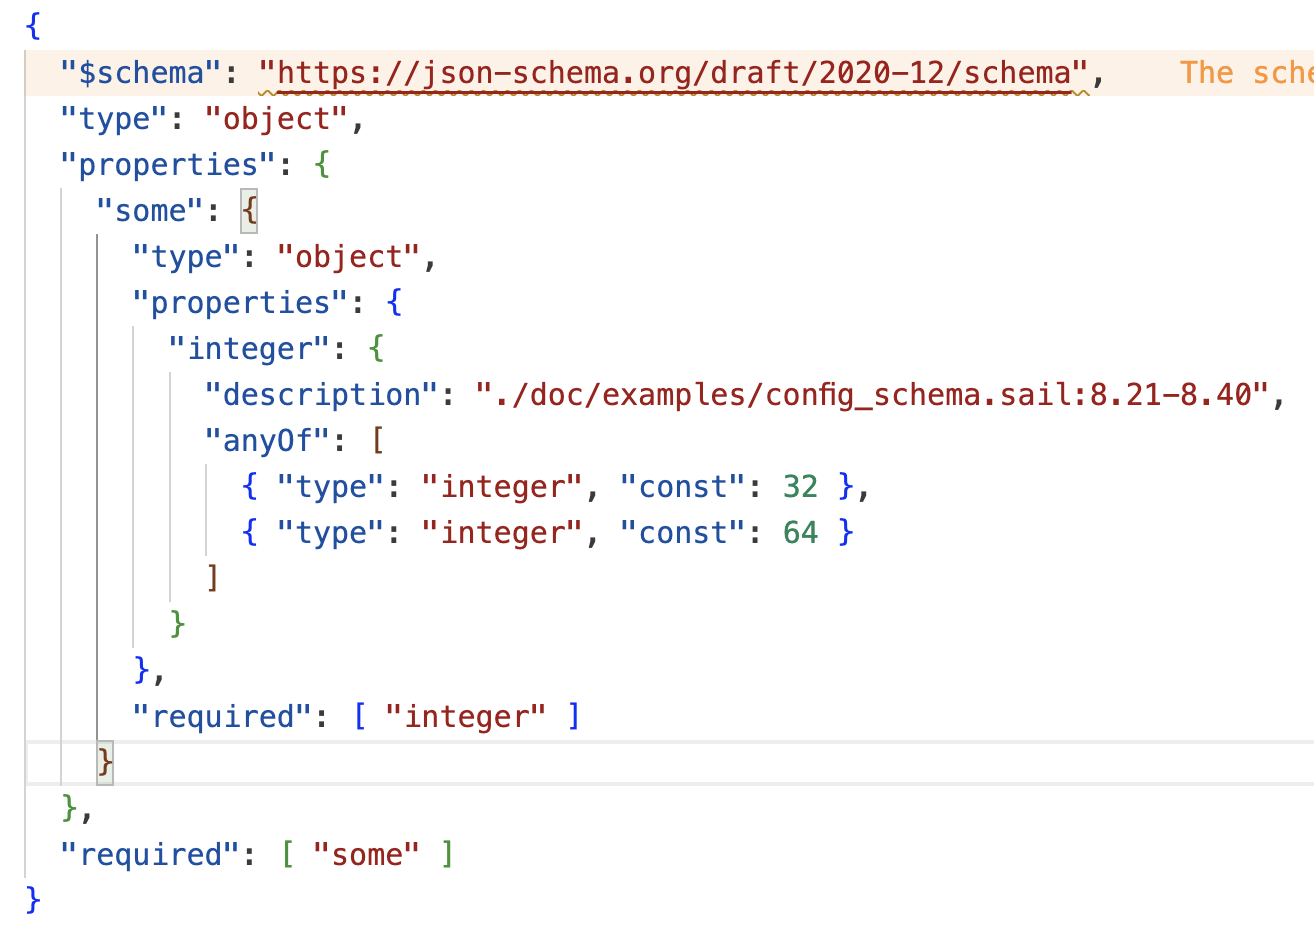 {
  "$schema": "https://json-schema.org/draft/2020-12/schema",     The
  "type": "object",
  "properties": {
    "some": {
      "type": "object",
      "properties": {
        "integer": {
          "description": "./doc/examples/config_schema.sail:8.21-8.40",
          "anyOf": [
            { "type": "integer", "const": 32 },
            { "type": "integer", "const": 64 }
          ]
        }
      },
      "required": [ "integer" ]
    }
  },
  "required": [ "some" ]
}